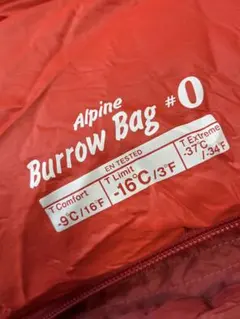 Alpine
Burrow Bag #0
EN TESTED
T Comfort
-9°C/16°F
T Limit
-16°C/3°F
T Extreme
-37°C
/-34°F